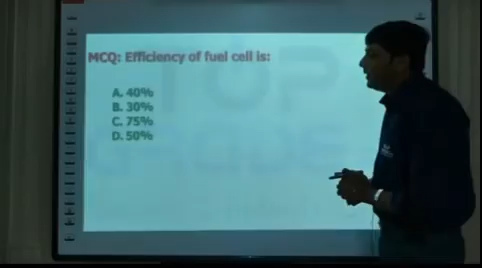 MCQ: Efficiency of fuel cell is:
A. 40%
B. 30%
C. 75%
D. 50%